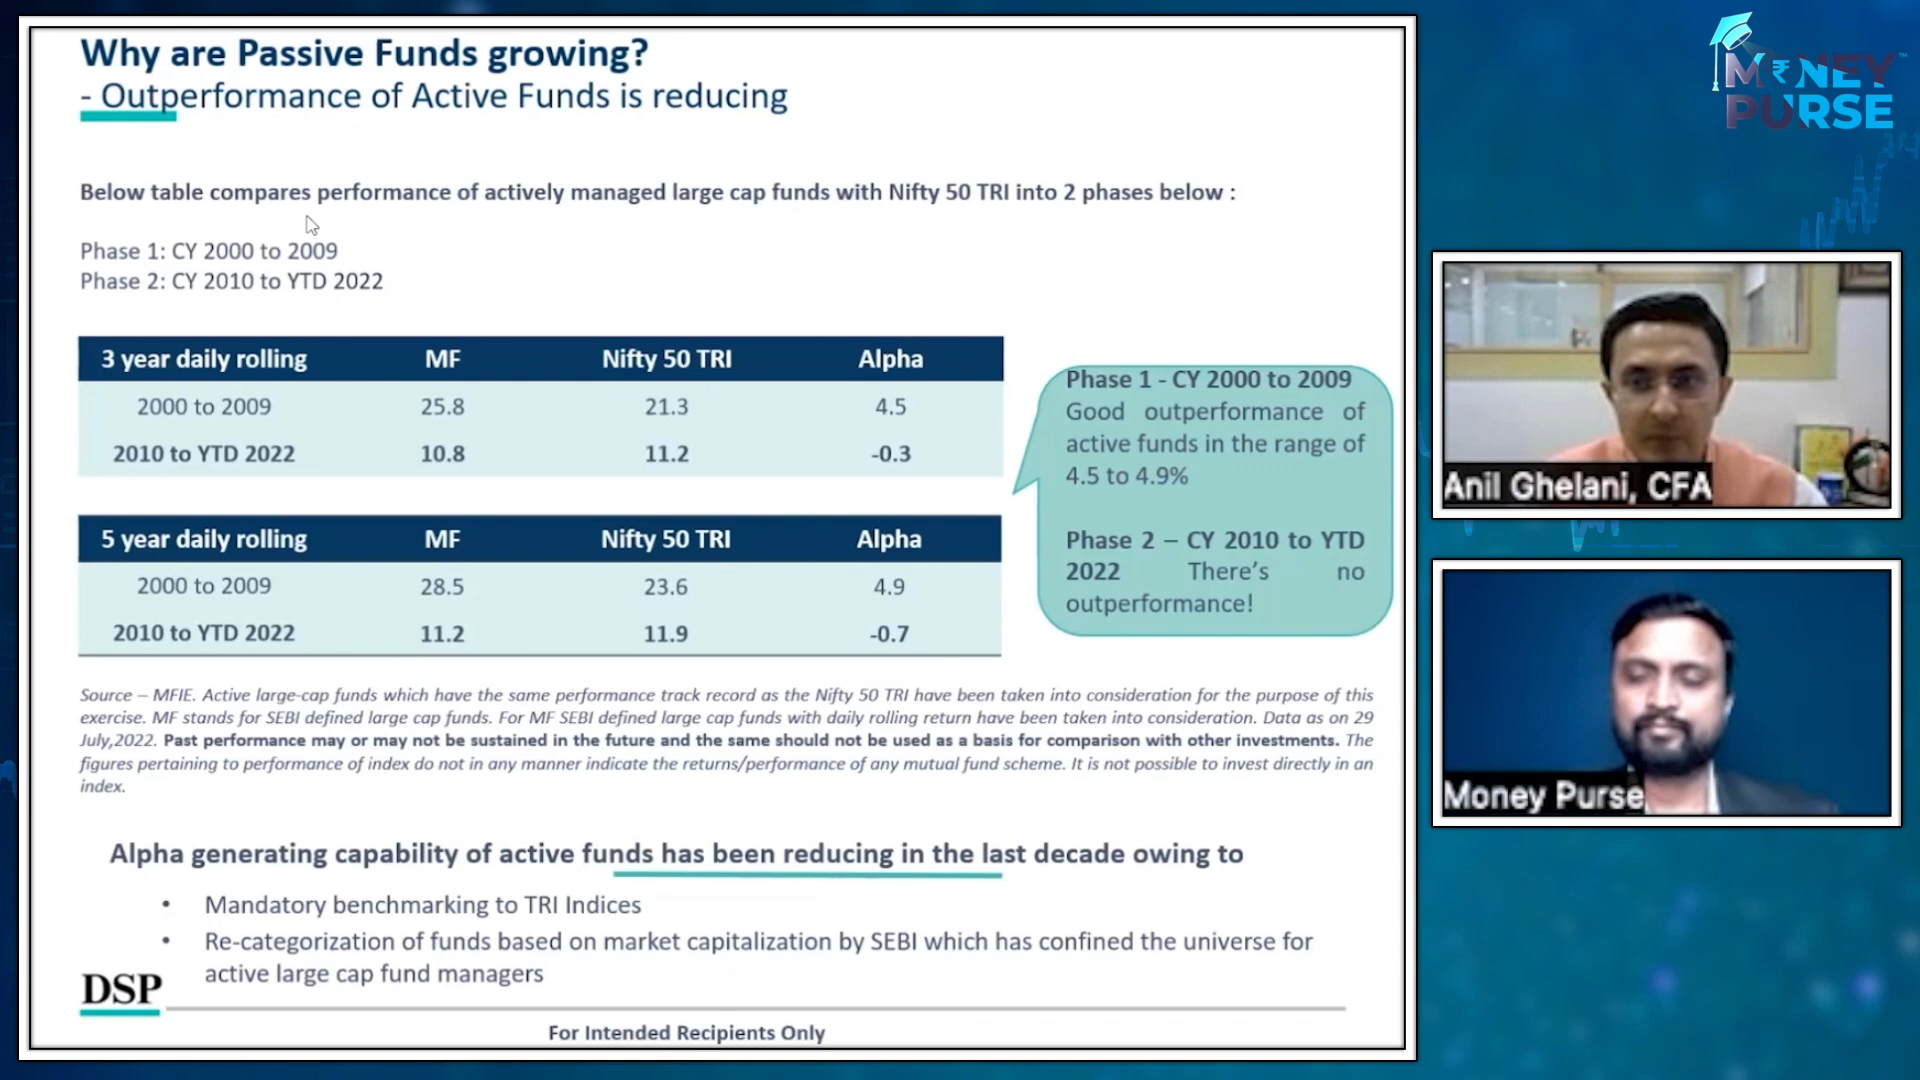 Why are Passive Funds growing?
- Outperformance of Active Funds is reducing
Below table compares performance of actively managed large cap funds with Nifty 50 TRI into 2 phases below :
Phase 1: CY 2000 to 2009
Phase 2: CY 2010 to YTD 2022
3 year daily rolling MF Nifty 50 TRI Alpha
2000 to 2009 25.8 21.3 4.5
2010 to YTD 2022 10.8 11.2 -0.3
5 year daily rolling MF Nifty 50 TRI Alpha
2000 to 2009 28.5 23.6 4.9
2010 to YTD 2022 11.2 11.9 -0.7
Phase 1 - CY 2000 to 2009
Good outperformance of
active funds in the range of
4.5 to 4.9%
Phase 2 – CY 2010 to YTD
2022 There's no
outperformance!
Source – MFIE. Active large-cap funds which have the same performance track record as the Nifty 50 TRI have been taken into consideration for the purpose of this
exercise. MF stands for SEBI defined large cap funds. For MF SEBI defined large cap funds with daily rolling return have been taken into consideration. Data as on 29
July,2022. Past performance may or may not be sustained in the future and the same should not be used as a basis for comparison with other investments. The
figures pertaining to performance of index do not in any manner indicate the returns/performance of any mutual fund scheme. It is not possible to invest directly in an
index.
Alpha generating capability of active funds has been reducing in the last decade owing to
• Mandatory benchmarking to TRI Indices
• Re-categorization of funds based on market capitalization by SEBI which has confined the universe for
active large cap fund managers
DSP
For Intended Recipients Only
M₹NEY
PURSE
TM
Anil Ghelani, CFA
Money Purse